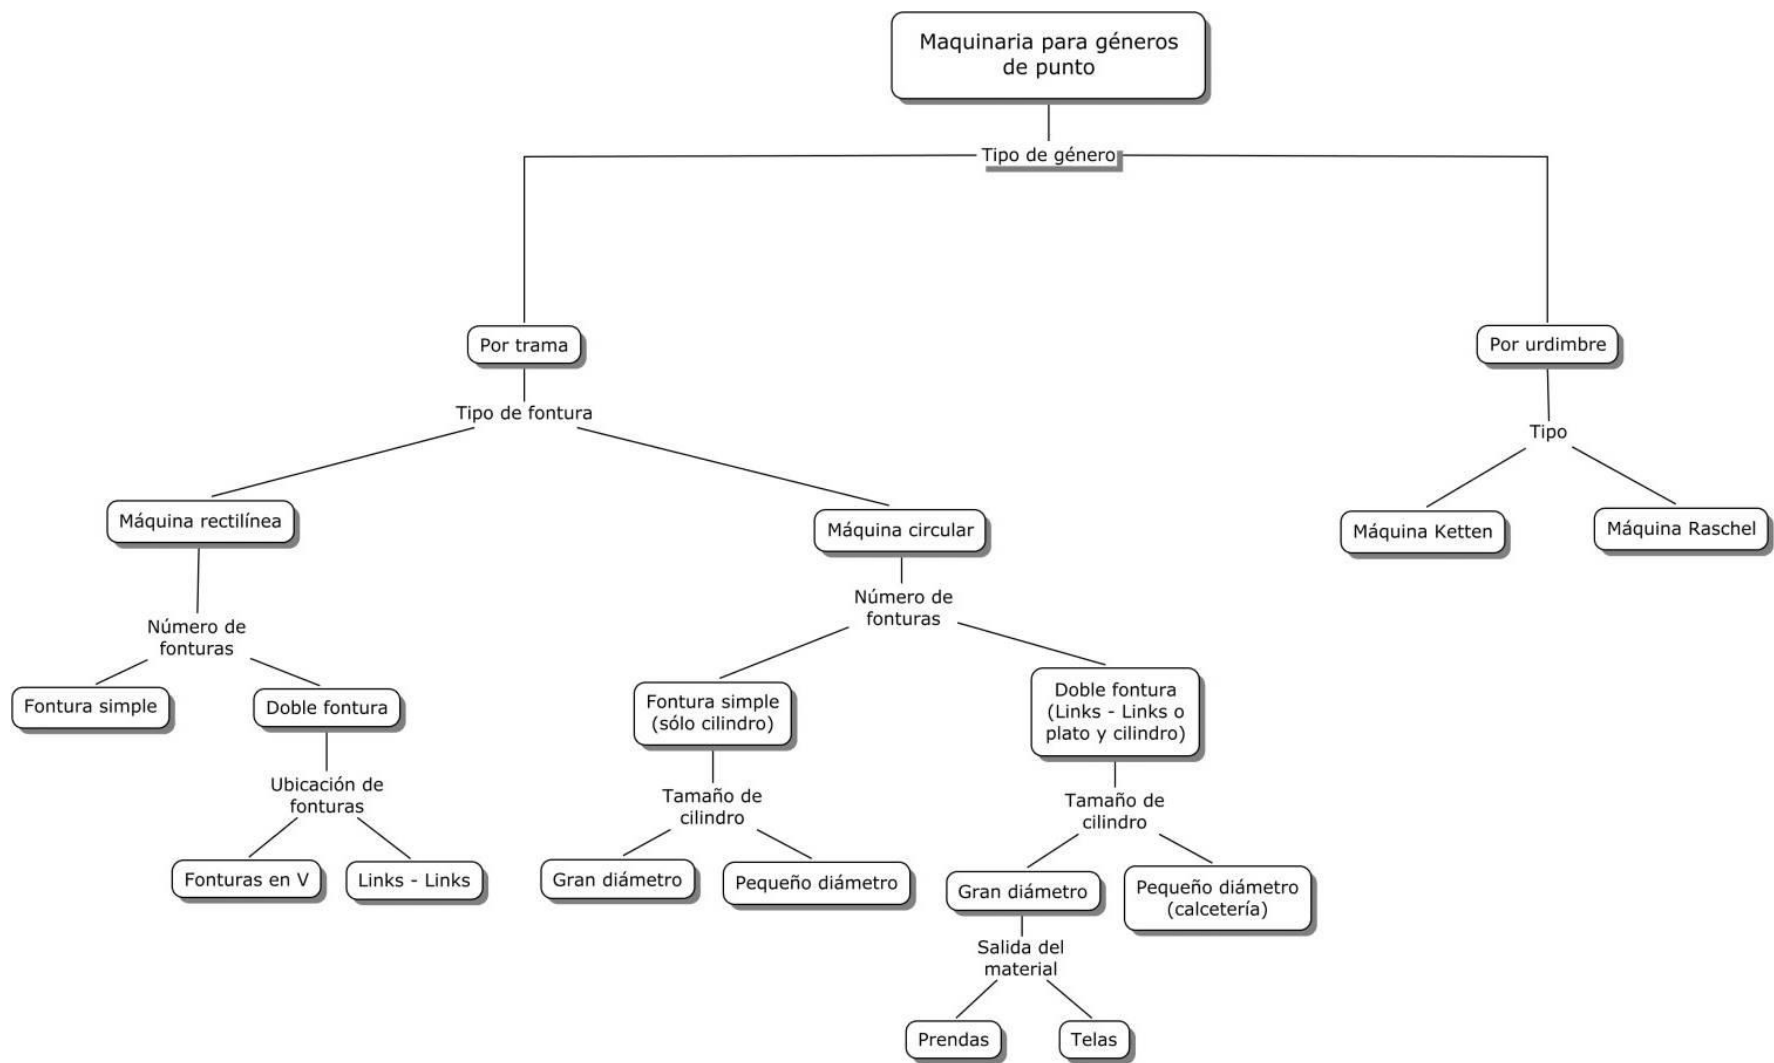 Maquinaria para géneros
de punto
Tipo de género
Por trama
Por urdimbre
Tipo de fontura
Tipo
Máquina rectilínea
Máquina circular
Máquina Ketten
Máquina Raschel
Número de
fonturas
Número de
fonturas
Fontura simple
Doble fontura
Fontura simple
(sólo cilindro)
Doble fontura
(Links - Links o
plato y cilindro)
Ubicación de
fonturas
Tamaño de
cilindro
Tamaño de
cilindro
Fonturas en V
Links - Links
Gran diámetro
Pequeño diámetro
Gran diámetro
Pequeño diámetro
(calcetería)
Salida del
material
Prendas
Telas